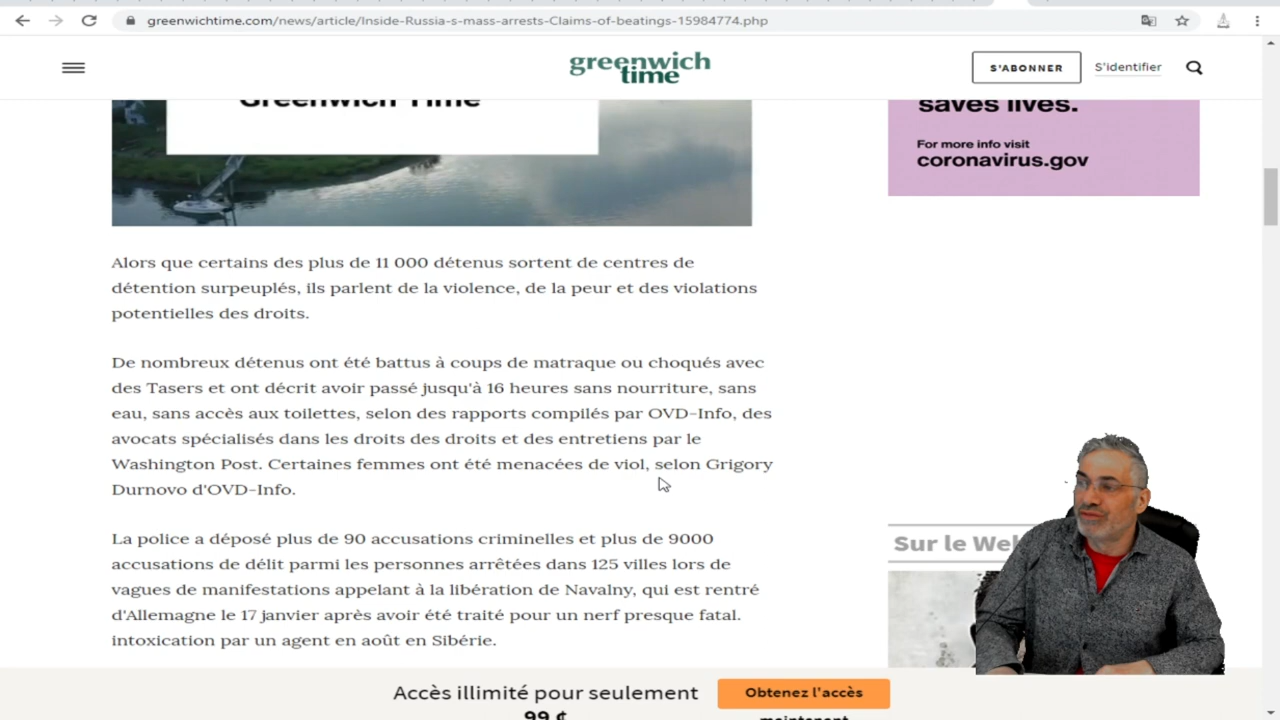 greenwichtime.com/news/article/Inside-Russia-s-mass-arrests-Claims-of-beatings-15984774.php
greenwich
time
S'ABONNER
S'identifier
Greenwich Time
saves lives.
For more info visit
coronavirus.gov
Alors que certains des plus de 11 000 détenus sortent de centres de
détention surpeuplés, ils parlent de la violence, de la peur et des violations
potentielles des droits.
De nombreux détenus ont été battus à coups de matraque ou choqués avec
des Tasers et ont décrit avoir passé jusqu'à 16 heures sans nourriture, sans
eau, sans accès aux toilettes, selon des rapports compilés par OVD-Info, des
avocats spécialisés dans les droits des droits et des entretiens par le
Washington Post. Certaines femmes ont été menacées de viol, selon Grigory
Durnovo d'OVD-Info.
La police a déposé plus de 90 accusations criminelles et plus de 9000
accusations de délit parmi les personnes arrêtées dans 125 villes lors de
vagues de manifestations appelant à la libération de Navalny, qui est rentré
d'Allemagne le 17 janvier après avoir été traité pour un nerf presque fatal.
intoxication par un agent en août en Sibérie.
Sur le Web
Accès illimité pour seulement
99 ¢
Obtenez l'accès
maintenant